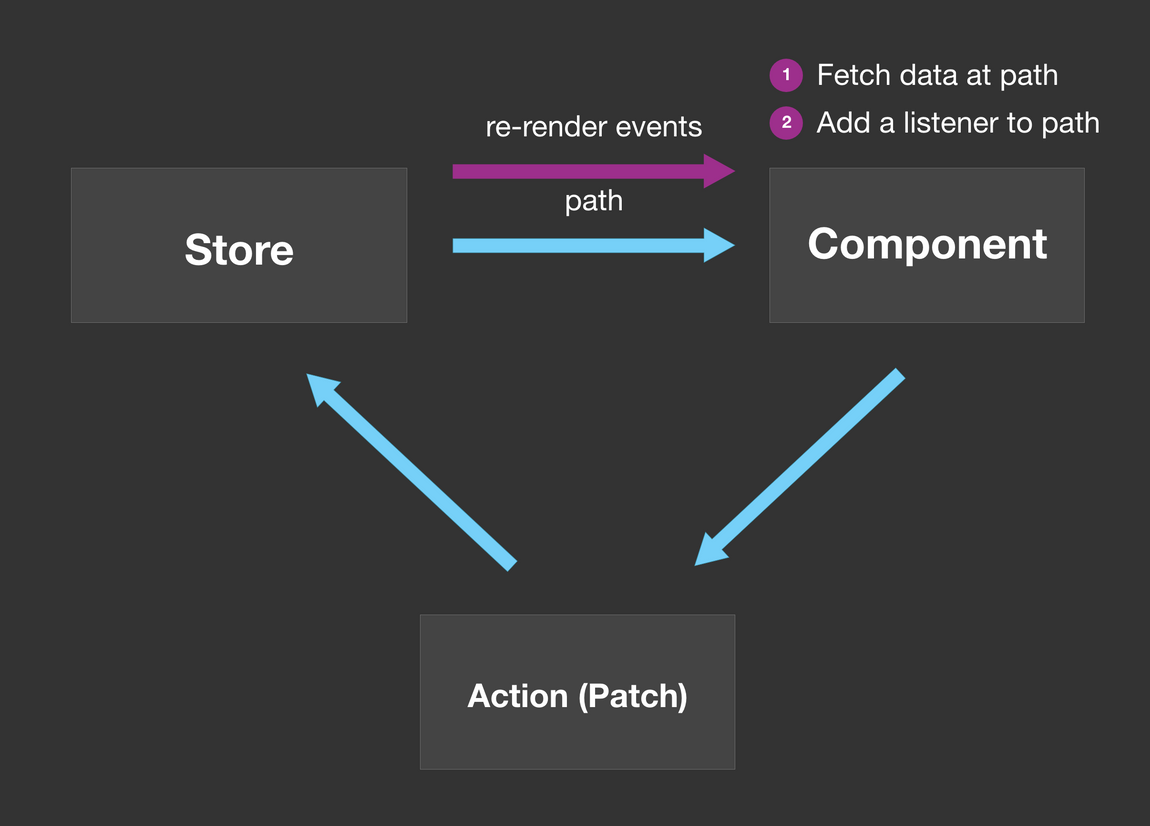 1 Fetch data at path
2 Add a listener to path
re-render events
path
Store
Component
Action (Patch)